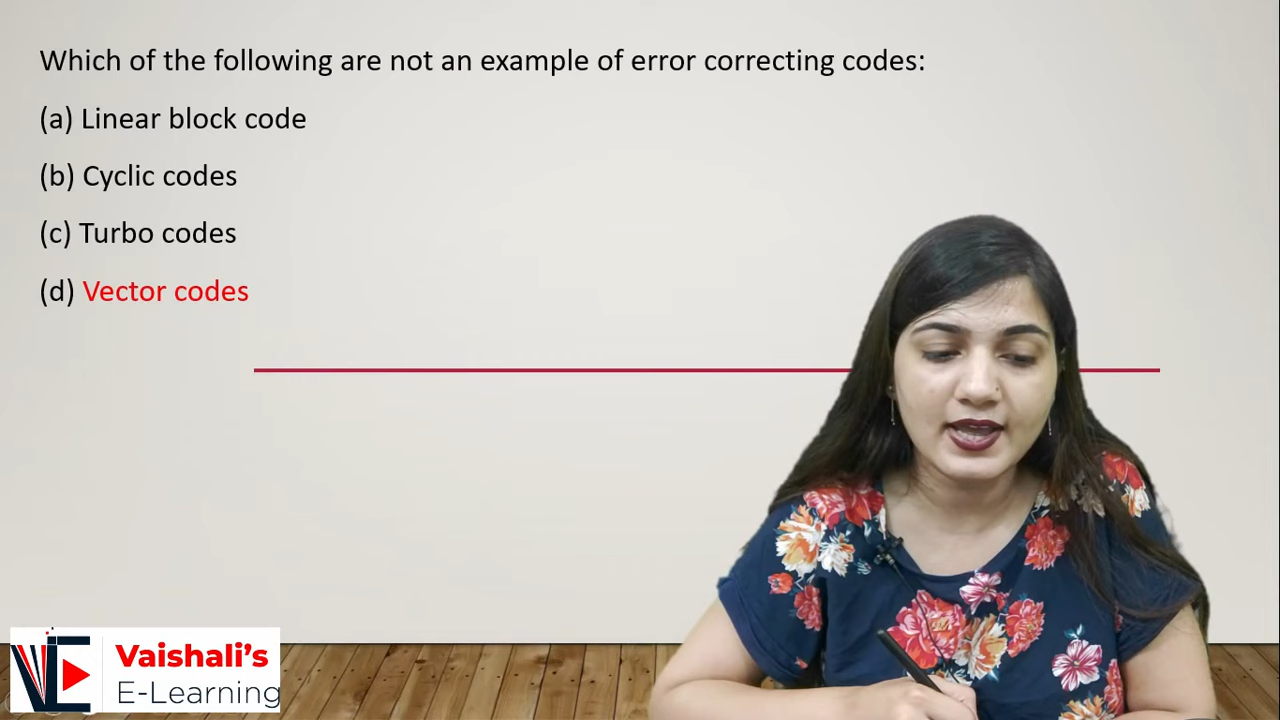 Which of the following are not an example of error correcting codes:
(a) Linear block code
(b) Cyclic codes
(c) Turbo codes
(d) Vector codes
VE
Vaishali's
E-Learning